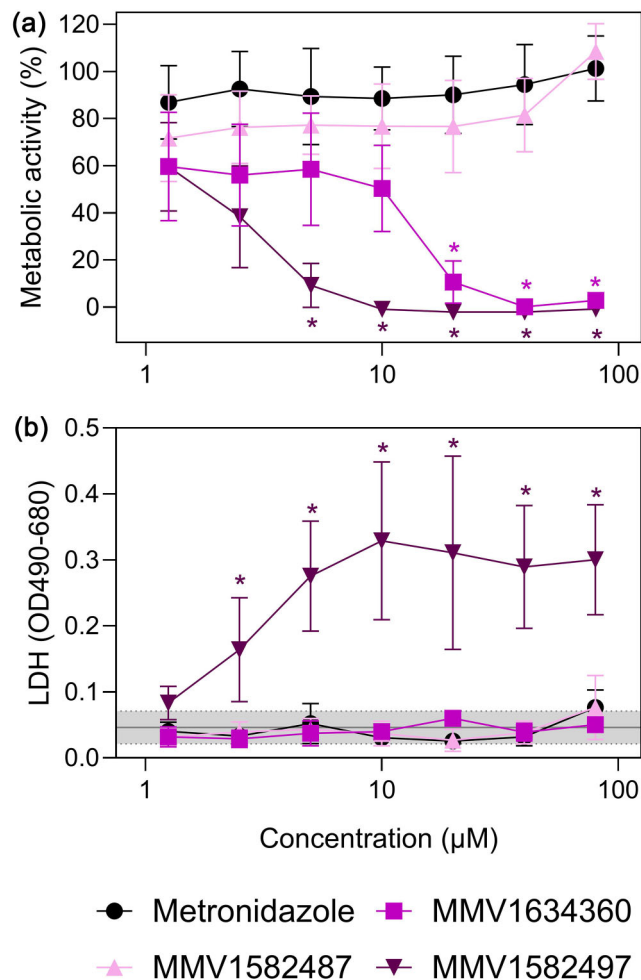 (a)
Metabolic activity (%)
120
100
80
60
40
20
0
* * *
* * * * *
1 10 100
(b)
LDH (OD490-680)
0.5
0.4
0.3
0.2
0.1
0.0
* * * * * *
1 10 100
Concentration (µM)
Metronidazole MMV1634360
MMV1582487 MMV1582497